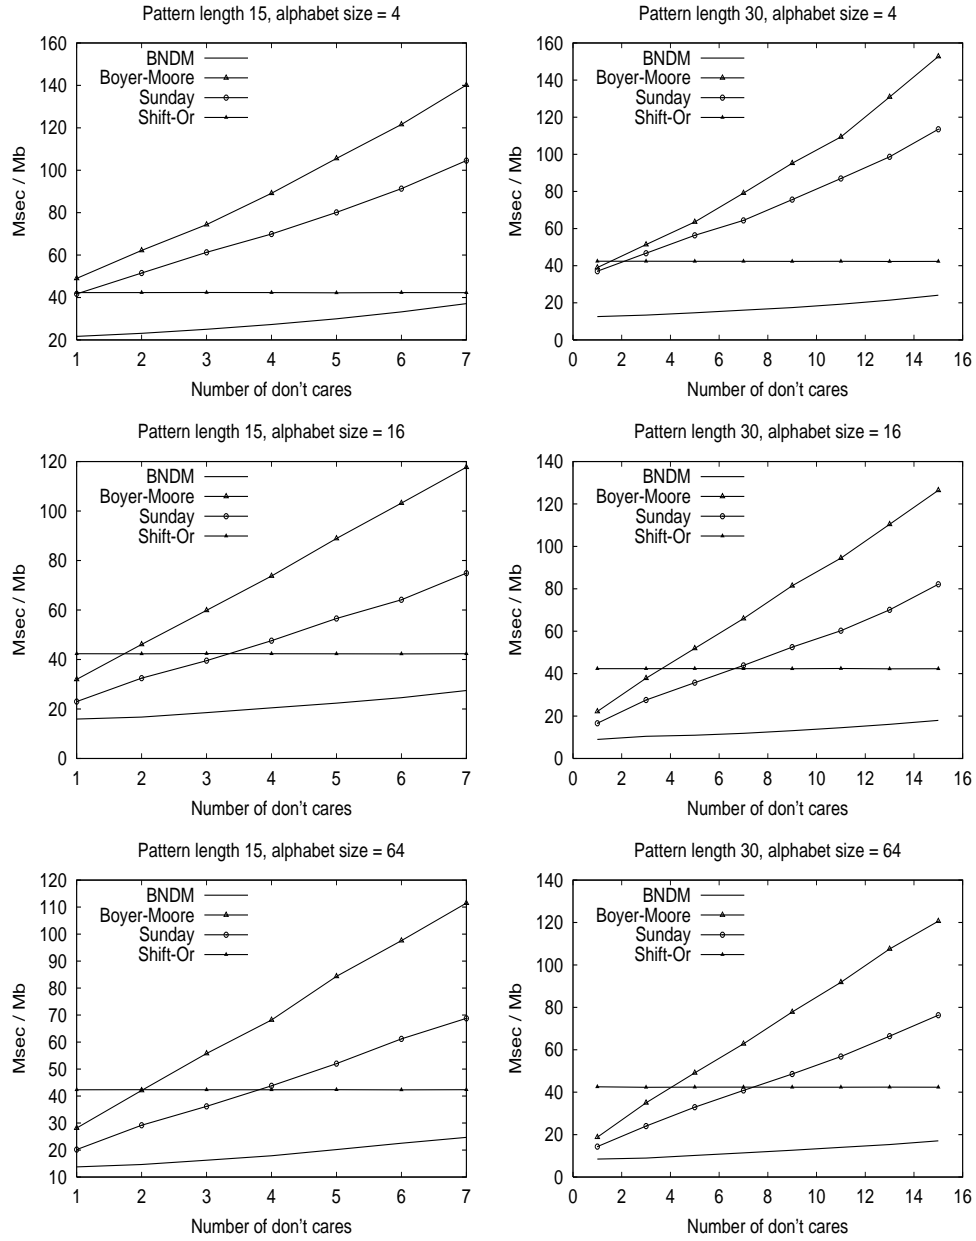 Pattern length 15, alphabet size = 4
Msec / Mb
160
140
120
100
80
60
40
20
BNDM
Boyer-Moore
Sunday
Shift-Or
1 2 3 4 5 6 7
Number of don't cares
Pattern length 30, alphabet size = 4
Msec / Mb
160
140
120
100
80
60
40
20
0
BNDM
Boyer-Moore
Sunday
Shift-Or
0 2 4 6 8 10 12 14 16
Number of don't cares
Pattern length 15, alphabet size = 16
Msec / Mb
120
100
80
60
40
20
0
BNDM
Boyer-Moore
Sunday
Shift-Or
1 2 3 4 5 6 7
Number of don't cares
Pattern length 30, alphabet size = 16
Msec / Mb
140
120
100
80
60
40
20
0
BNDM
Boyer-Moore
Sunday
Shift-Or
0 2 4 6 8 10 12 14 16
Number of don't cares
Pattern length 15, alphabet size = 64
Msec / Mb
120
110
100
90
80
70
60
50
40
30
20
10
BNDM
Boyer-Moore
Sunday
Shift-Or
1 2 3 4 5 6 7
Number of don't cares
Pattern length 30, alphabet size = 64
Msec / Mb
140
120
100
80
60
40
20
0
BNDM
Boyer-Moore
Sunday
Shift-Or
0 2 4 6 8 10 12 14 16
Number of don't cares